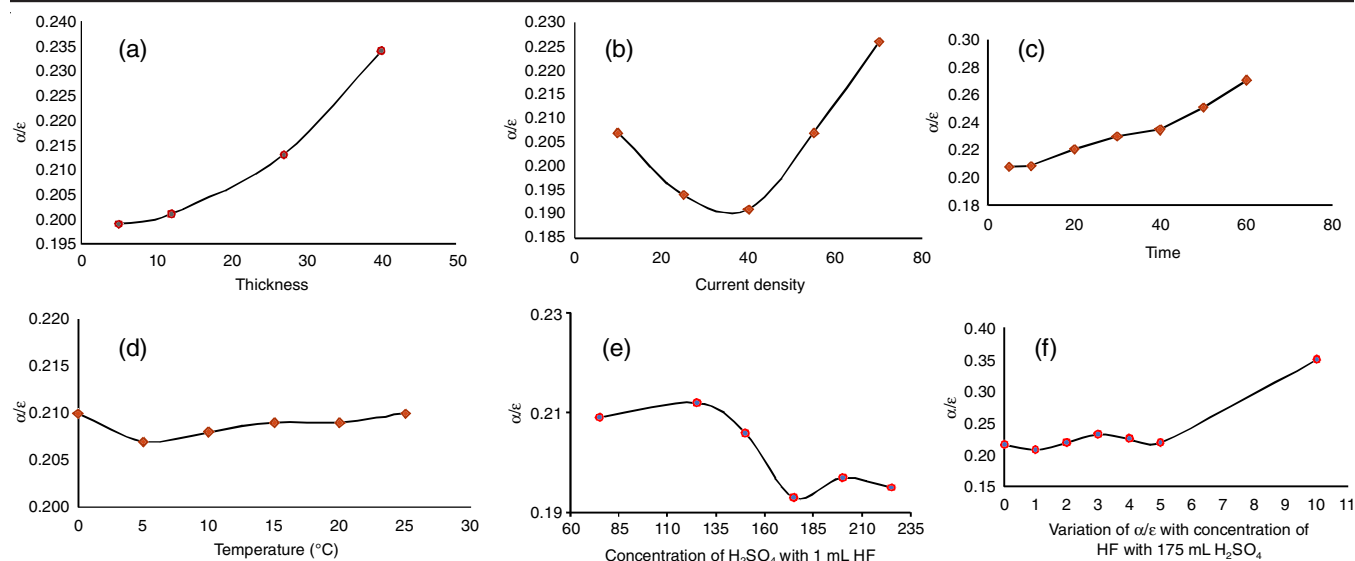 (a)
0.240
0.235
0.230
0.225
0.220
0.215
0.210
0.205
0.200
0.195
α/ε
0 10 20 30 40 50
Thickness
(b)
0.230
0.225
0.220
0.215
0.210
0.205
0.200
0.195
0.190
0.185
α/ε
0 20 40 60 80
Current density
(c)
0.30
0.28
0.26
0.24
0.22
0.20
0.18
α/ε
0 20 40 60 80
Time
(d)
0.220
0.215
0.210
0.205
0.200
α/ε
0 5 10 15 20 25 30
Temperature (°C)
(e)
0.23
0.21
0.19
α/ε
60 85 110 135 160 185 210 235
Concentration of H₂SO₄ with 1 mL HF
(f)
0.40
0.35
0.30
0.25
0.20
0.15
α/ε
0 1 2 3 4 5 6 7 8 9 10 11
Variation of α/ε with concentration of
HF with 175 mL H₂SO₄